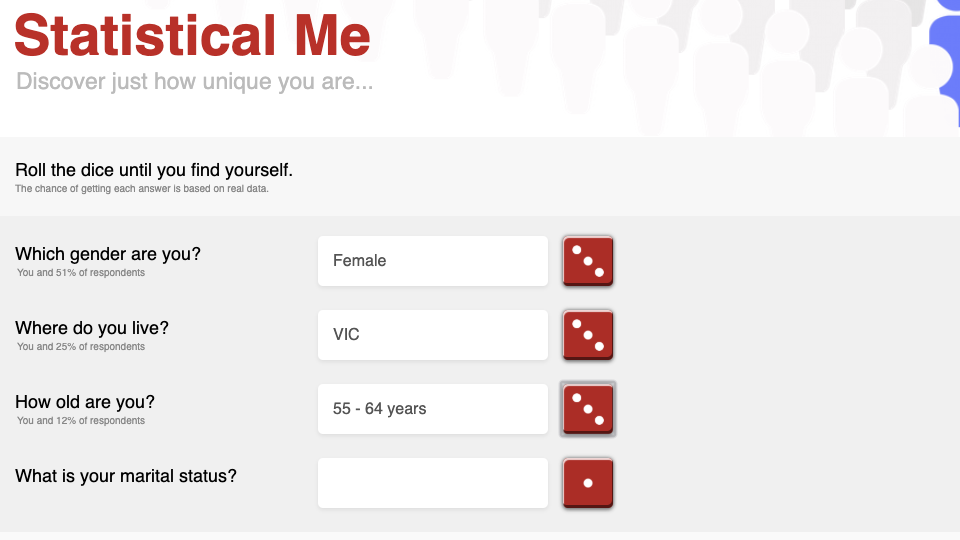 Statistical Me
Discover just how unique you are...
Roll the dice until you find yourself.
The chance of getting each answer is based on real data.
Which gender are you?
You and 51% of respondents
Female
Where do you live?
You and 25% of respondents
VIC
How old are you?
You and 12% of respondents
55 - 64 years
What is your marital status?